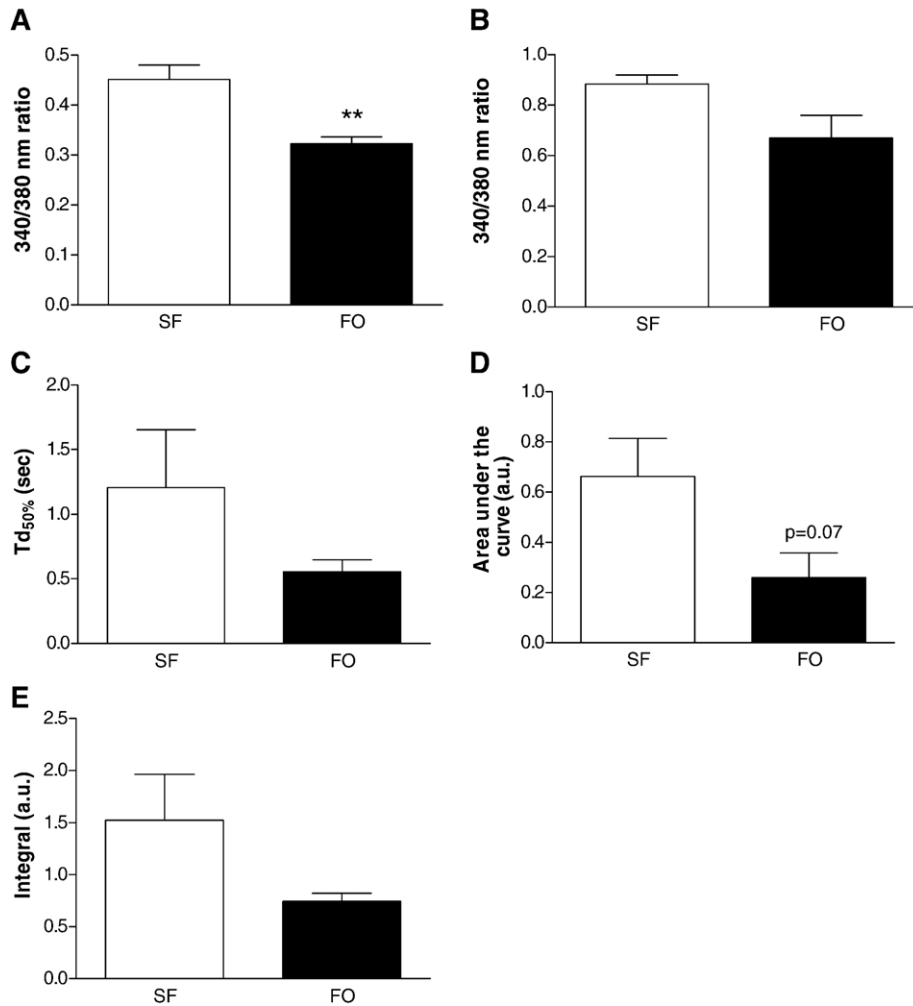 A
340/380 nm ratio
0.5
0.4
0.3
0.2
0.1
0.0
**
SF
FO
B
340/380 nm ratio
1.0
0.8
0.6
0.4
0.2
0.0
SF
FO
C
Td50% (sec)
2.0
1.5
1.0
0.5
0.0
SF
FO
D
Area under the
curve (a.u.)
1.0
0.8
0.6
0.4
0.2
0.0
p=0.07
SF
FO
E
Integral (a.u.)
2.5
2.0
1.5
1.0
0.5
0.0
SF
FO